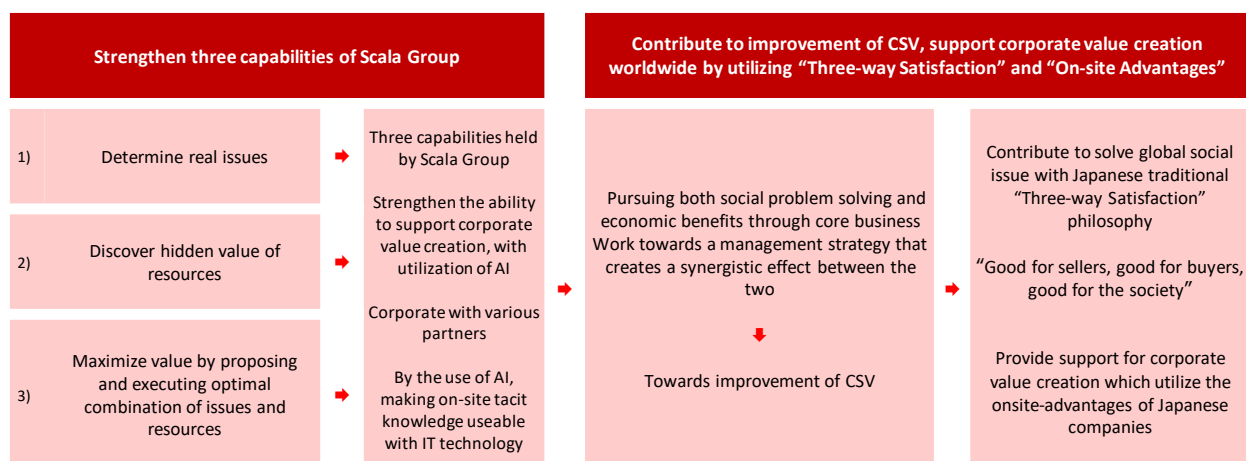 Strengthen three capabilities of Scala Group
Contribute to improvement of CSV, support corporate value creation
worldwide by utilizing “Three-way Satisfaction” and “On-site Advantages”
1)
Determine real issues
2)
Discover hidden value of
resources
3)
Maximize value by proposing
and executing optimal
combination of issues and
resources
Three capabilities held
by Scala Group
Strengthen the ability
to support corporate
value creation, with
utilization of AI
Corporate with various
partners
By the use of AI,
making on-site tacit
knowledge useable
with IT technology
Pursuing both social problem solving and
economic benefits through core business
Work towards a management strategy that
creates a synergistic effect between the
two
Towards improvement of CSV
Contribute to solve global social
issue with Japanese traditional
“Three-way Satisfaction”
philosophy
“Good for sellers, good for buyers,
good for the society”
Provide support for corporate
value creation which utilize the
onsite-advantages of Japanese
companies